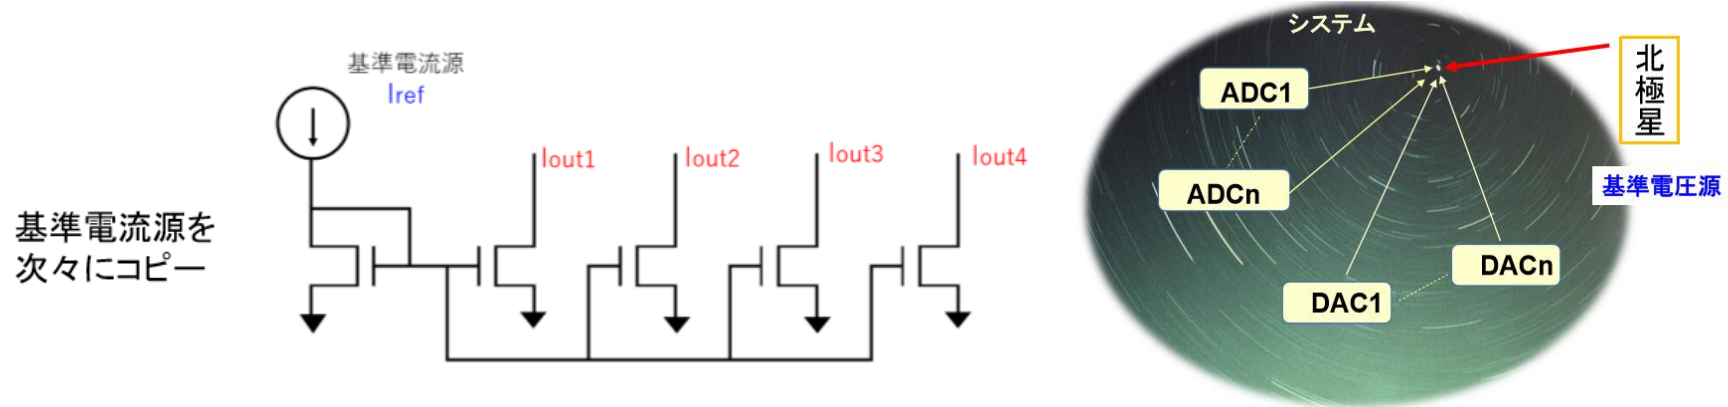 基準電流源を
次々にコピー
基準電流源
Iref
Iout1
Iout2
Iout3
Iout4
システム
ADC1
ADCn
DAC1
DACn
北極星
基準電圧源